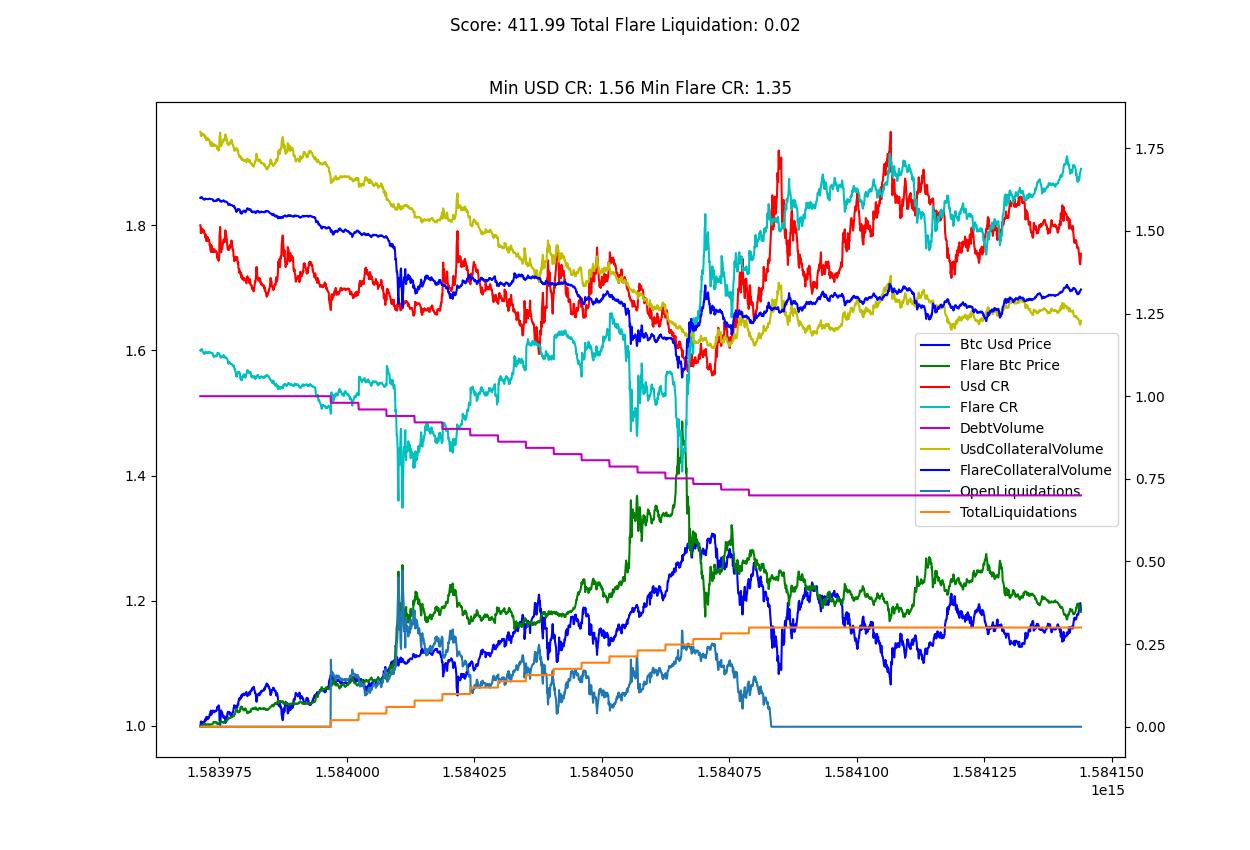 Score: 411.99 Total Flare Liquidation: 0.02
Min USD CR: 1.56 Min Flare CR: 1.35
1.8
1.6
1.4
1.2
1.0
1.75
1.50
1.25
1.00
0.75
0.50
0.25
0.00
Btc Usd Price
Flare Btc Price
Usd CR
Flare CR
DebtVolume
UsdCollateralVolume
FlareCollateralVolume
OpenLiquidations
TotalLiquidations
1.583975 1.584000 1.584025 1.584050 1.584075 1.584100 1.584125 1.584150
1e15